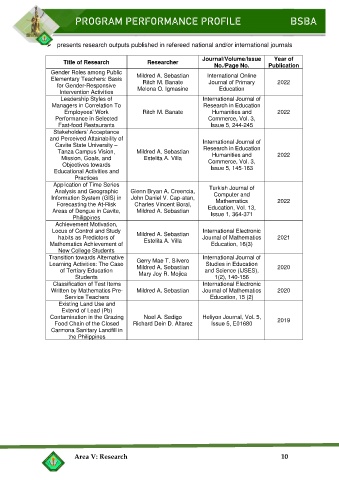 PROGRAM PERFORMANCE PROFILE BSBA
presents research outputs published in refereed national and/or international journals
Title of Research Researcher Journal/Volume/Issue No./Page No. Year of Publication
Gender Roles among Public
Elementary Teachers: Basis
for Gender-Responsive
Intervention Activities
Mildred A. Sebastian
Ritch M. Banate
Melona O. Igmasine
International Online
Journal of Primary
Education
2022
Leadership Styles of
Managers in Correlation To
Employees' Work
Performance in Selected
Fast-food Restaurants
Ritch M. Banate
International Journal of
Research in Education
Humanities and
Commerce, Vol. 3,
Issue 5, 244-245
2022
Stakeholders' Acceptance
and Perceived Attainability of
Cavite State University –
Tanza Campus Vision,
Mission, Goals, and
Objectives towards
Educational Activities and
Practices
Mildred A. Sebastian
Estelita A. Villa
International Journal of
Research in Education
Humanities and
Commerce, Vol. 3,
Issue 5, 145-163
2022
Application of Time Series
Analysis and Geographic
Information System (GIS) in
Forecasting the At-Risk
Areas of Dengue in Cavite,
Philippines
Glenn Bryan A. Creencia,
John Daniel V. Cap-atan,
Charles Vincent Boral,
Mildred A. Sebastian
Turkish Journal of
Computer and
Mathematics
Education, Vol. 13,
Issue 1, 364-371
2022
Achievement Motivation,
Locus of Control and Study
habits as Predictors of
Mathematics Achievement of
New College Students
Mildred A. Sebastian
Estelita A. Villa
International Electronic
Journal of Mathematics
Education, 16(3)
2021
Transition towards Alternative
Learning Activities: The Case
of Tertiary Education
Students
Gerry Mae T. Silvero
Mildred A. Sebastian
Mary Joy R. Mojica
International Journal of
Studies in Education
and Science (IJSES),
1(2), 140-156
2020
Classification of Test Items
Written by Mathematics Pre-
Service Teachers
Mildred A. Sebastian
International Electronic
Journal of Mathematics
Education, 15 (2)
2020
Existing Land Use and
Extend of Lead (Pb)
Contamination in the Grazing
Food Chain of the Closed
Carmona Sanitary Landfill in
the Philippines
Noel A. Sedigo
Richard Deir D. Altarez
Heliyon Journal, Vol. 5,
Issue 5, E01680
2019
Area V: Research 10